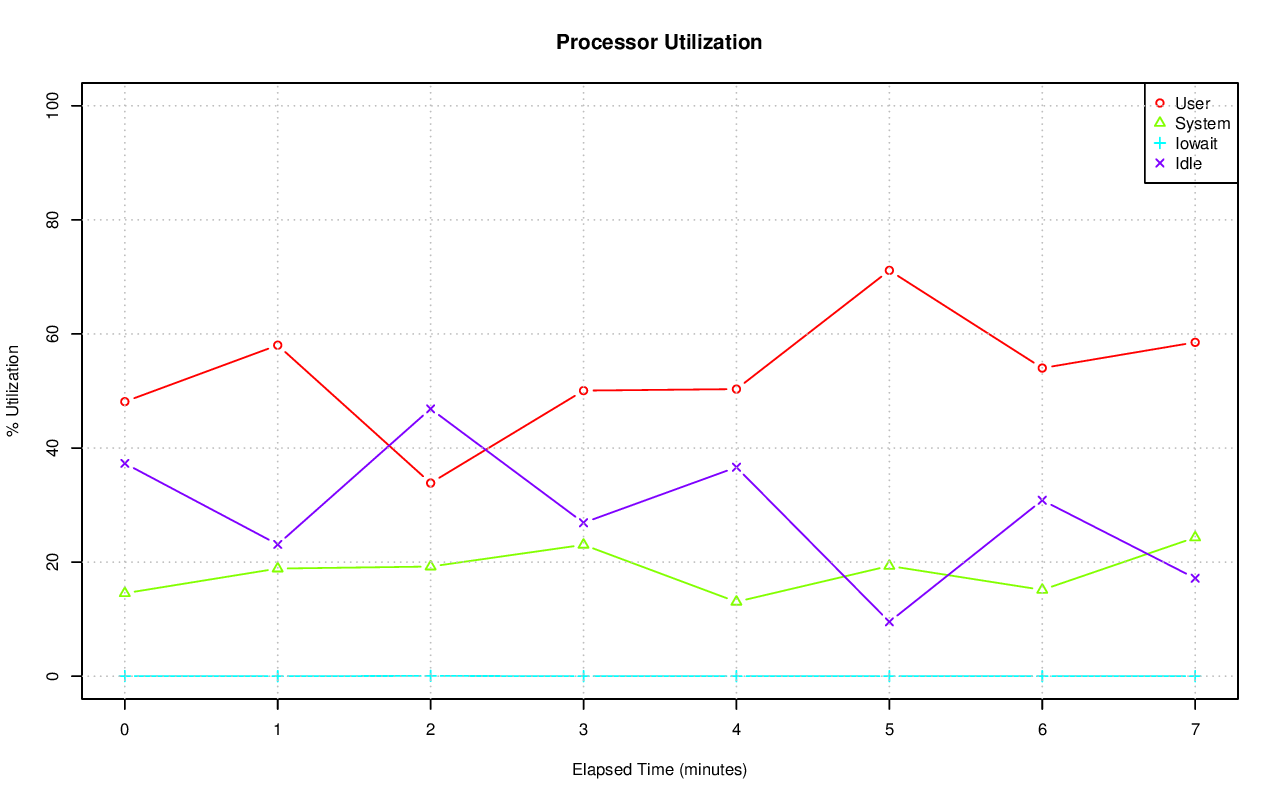 Processor Utilization
User
System
Iowait
Idle
100
80
60
40
20
0
% Utilization
0 1 2 3 4 5 6 7
Elapsed Time (minutes)